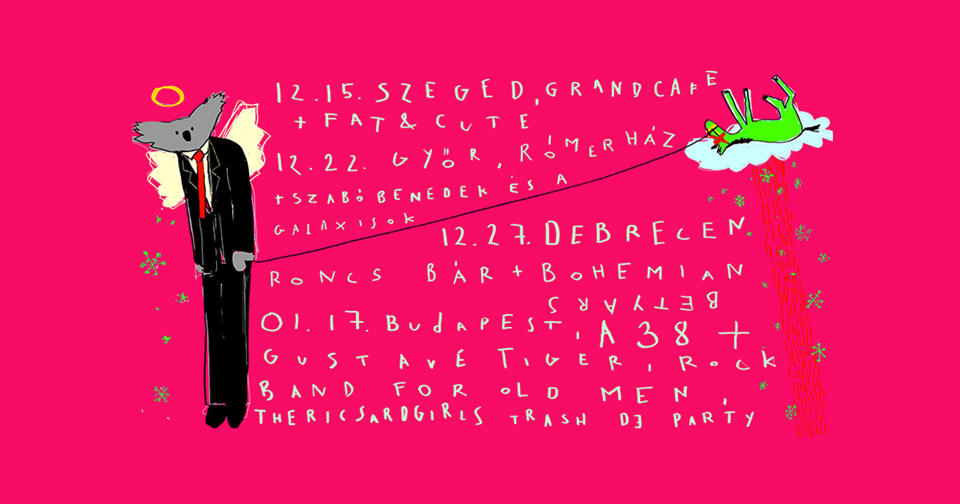 12.15. SZEGED, GRANDCAFE
+ FAT & CUTE
12.22. GYŐR, RÓMERHÁZ
+ SZABÓ BENEDEK ÉS A
GALAXISOK
12.27. DEBRECEN
RONCS BÁR + BOHEMIAN
BETYARS
01.17. BUDAPEST, A38 +
GUSTAVE TIGER, ROCK
BAND FOR OLD MEN,
THERICSARDGIRLS TRASH DJ PARTY